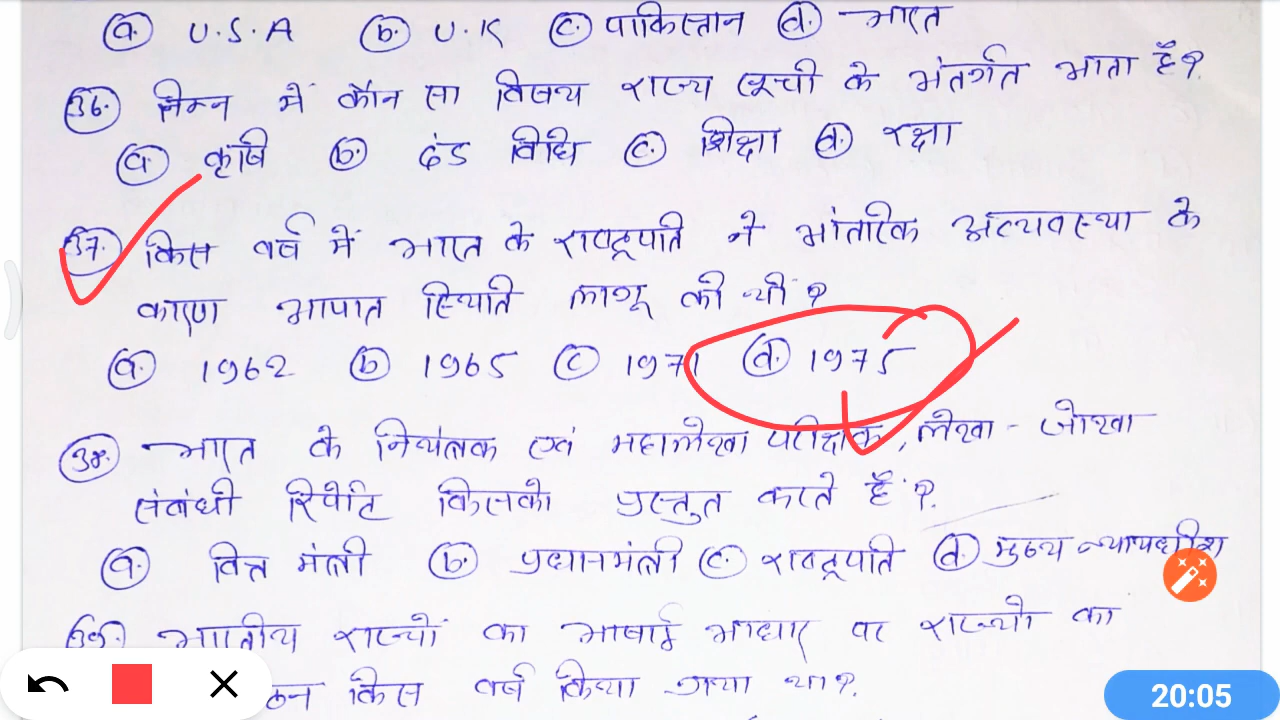 (a.) U.S.A (b.) U.K (c.) पाकिस्तान (d.) भारत
36. निम्न में कौन सा विषय राज्य सूची के अंतर्गत आता है?
(a) कृषि (b.) दंड विधि (c.) शिक्षा (d.) रक्षा
37. किस वर्ष में भारत के राष्ट्रपति ने आंतरिक अव्यवस्था के
कारण आपात स्थिति लागू की थी?
(a.) 1962 (b) 1965 (c) 1971 (d.) 1975
38. भारत के नियंत्रक एवं महालेखा परीक्षक, लेखा - जोखा
संबंधी रिपोर्ट किसको प्रस्तुत करते हैं?
(a.) वित्त मंत्री (b.) प्रधानमंत्री (c.) राष्ट्रपति (d.) मुख्य न्यायधीश
39. भारतीय राज्यों का भाषाई आधार पर राज्यो का
ठन किस वर्ष किया गया था?
20:05